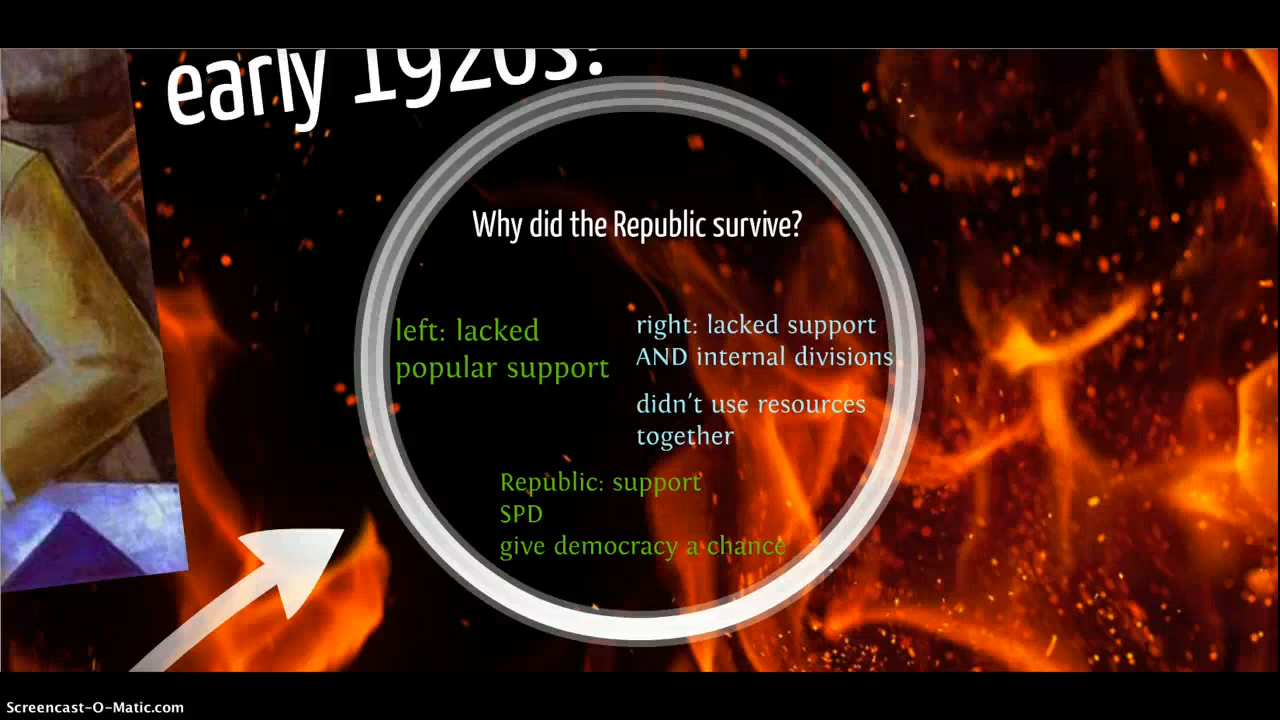 early 1920s?
Why did the Republic survive?
left: lacked
popular support
right: lacked support
AND internal divisions
didn't use resources
together
Republic: support
SPD
give democracy a chance
Screencast-O-Matic.com